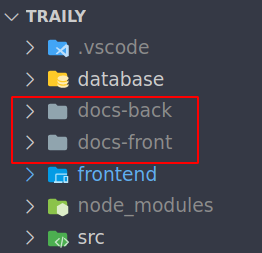 TRAILY
.vscode
database
docs-back
docs-front
frontend
node_modules
src